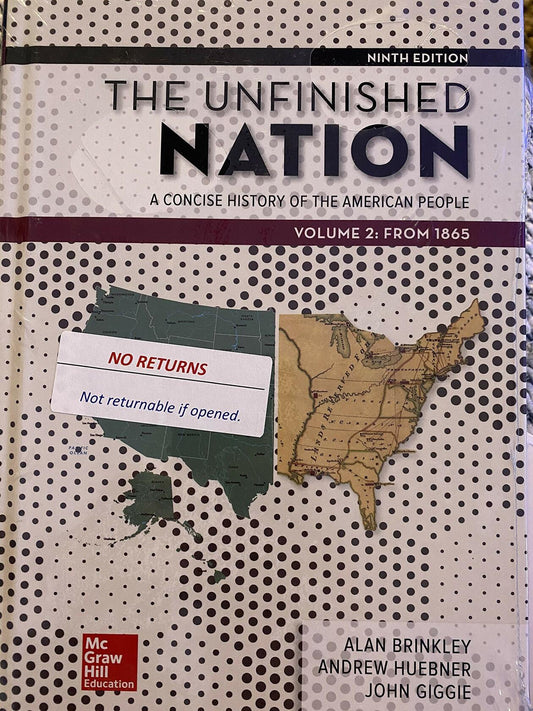 NINTH EDITION
THE UNFINISHED
NATION
A CONCISE HISTORY OF THE AMERICAN PEOPLE
VOLUME 2: FROM 1865
NO RETURNS
Not returnable if opened.
Mc
Graw
Hill
Education
ALAN BRINKLEY
ANDREW HUEBNER
JOHN GIGGIE